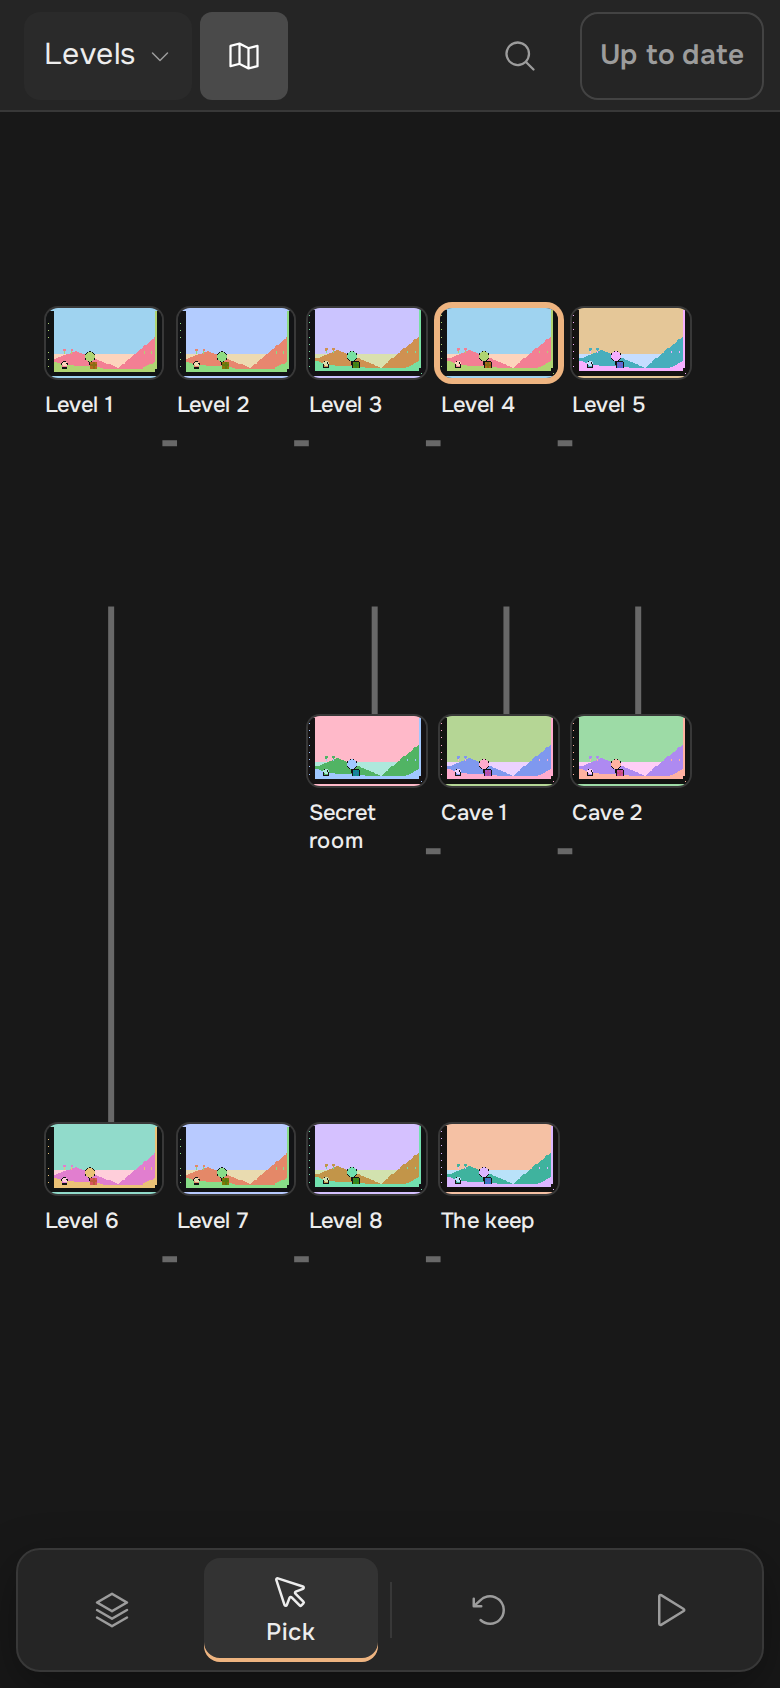 Levels
Up to date
Level 1
Level 2
Level 3
Level 4
Level 5
Secret
room
Cave 1
Cave 2
Level 6
Level 7
Level 8
The keep
Pick